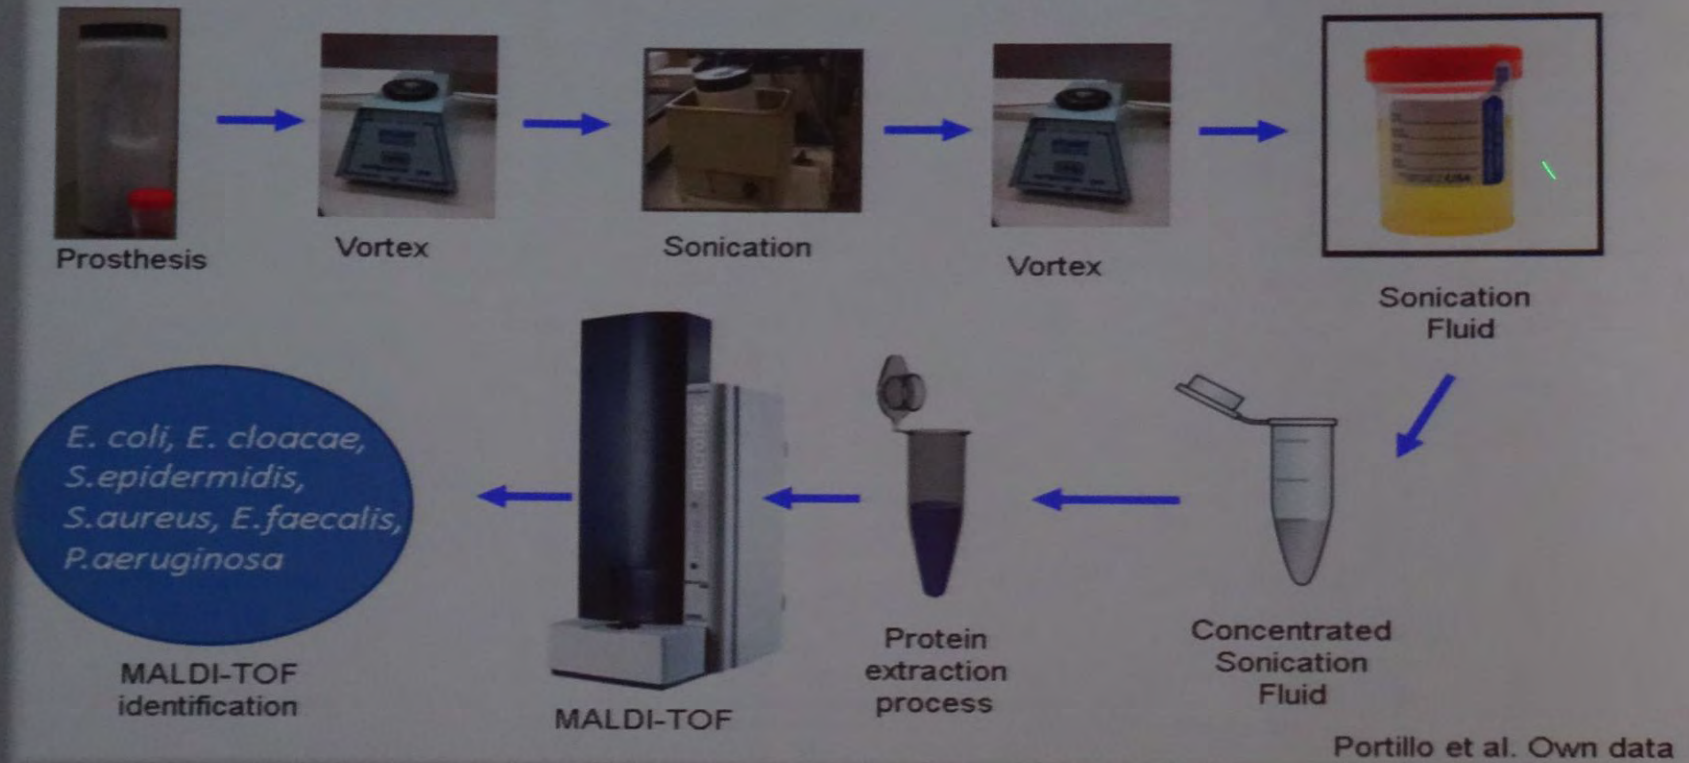 Prosthesis
Vortex
Sonication
Vortex
Sonication
Fluid
E. coli, E. cloacae,
S.epidermidis,
S.aureus, E.faecalis,
P.aeruginosa
MALDI-TOF
identification
microflex
MALDI-TOF
Protein
extraction
process
Concentrated
Sonication
Fluid
Portillo et al. Own data